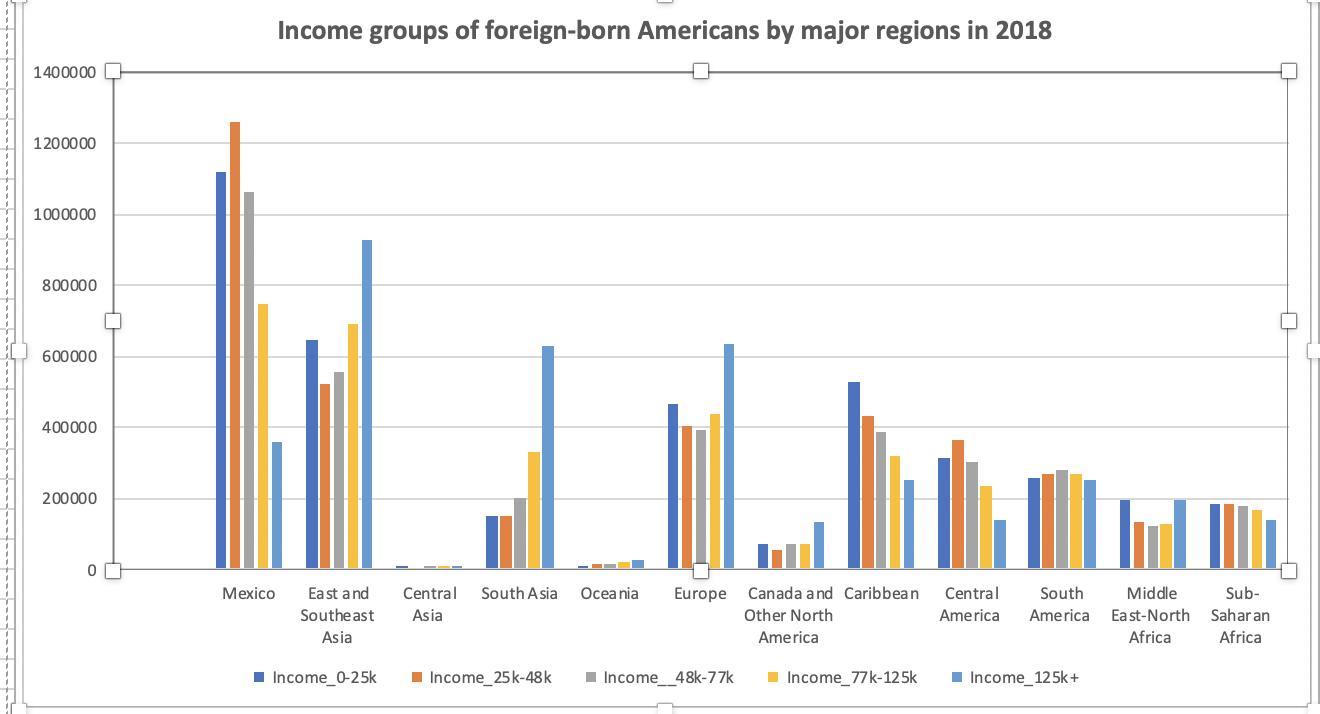 Income groups of foreign-born Americans by major regions in 2018
1400000
1200000
1000000
800000
600000
400000
200000
0
Mexico
East and
Southeast
Asia
Central
Asia
South Asia
Oceania
Europe
Canada and
Other North
America
Caribbean
Central
America
South
America
Middle
East-North
Africa
Sub-
Saharan
Africa
Income_0-25k
Income_25k-48k
Income__48k-77k
Income_77k-125k
Income_125k+